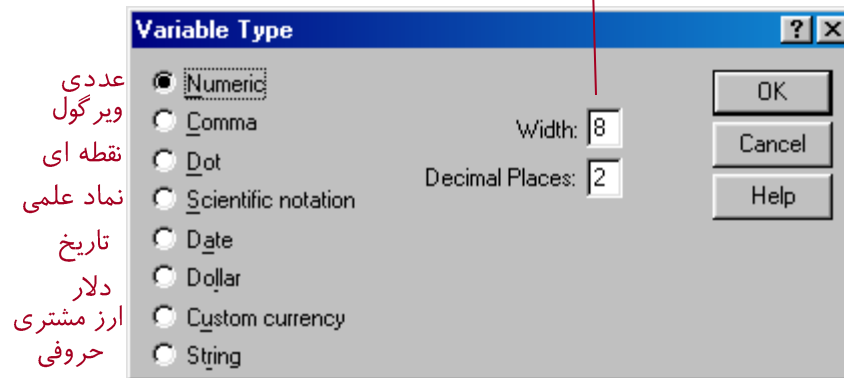 Variable Type
عددی Numeric
ویرگول Comma
نقطه ای Dot
نماد علمی Scientific notation
تاریخ Date
دلار Dollar
ارز مشتری Custom currency
حروفی String
Width: 8
Decimal Places: 2
OK
Cancel
Help